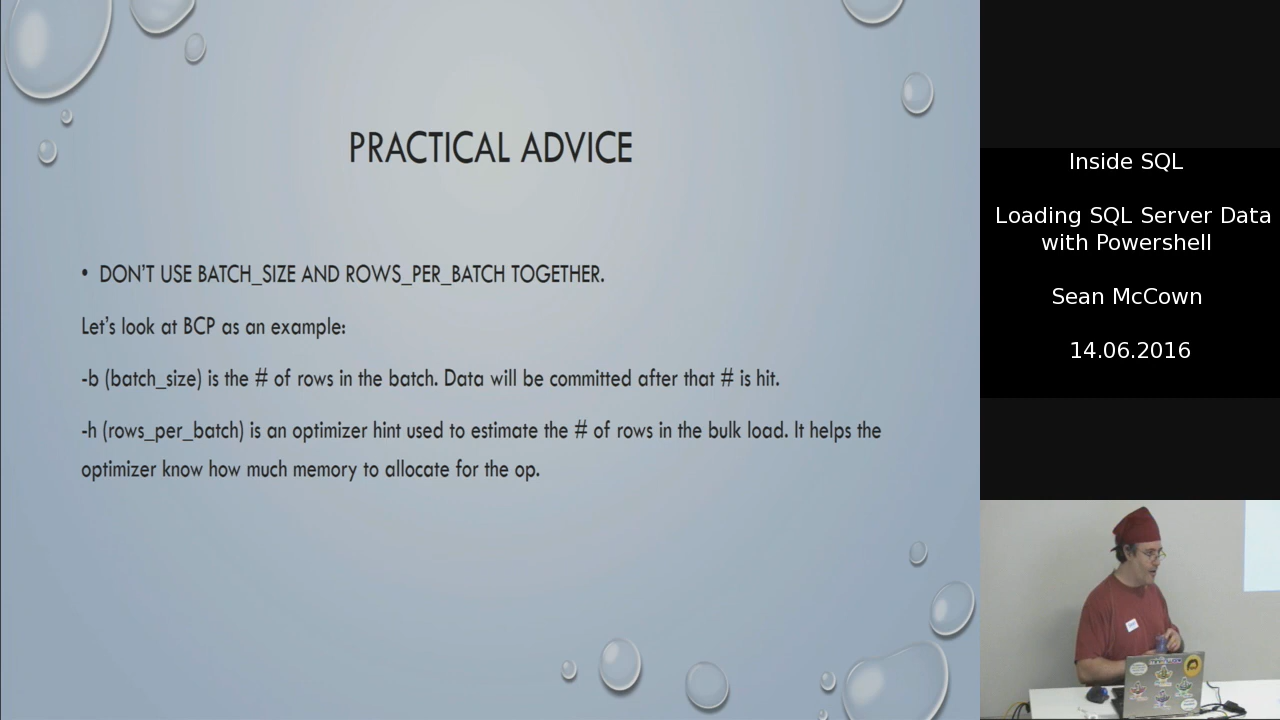 PRACTICAL ADVICE
• DON'T USE BATCH_SIZE AND ROWS_PER_BATCH TOGETHER.
Let's look at BCP as an example:
-b (batch_size) is the # of rows in the batch. Data will be committed after that # is hit.
-h (rows_per_batch) is an optimizer hint used to estimate the # of rows in the bulk load. It helps the
optimizer know how much memory to allocate for the op.
Inside SQL
Loading SQL Server Data
with Powershell
Sean McCown
14.06.2016